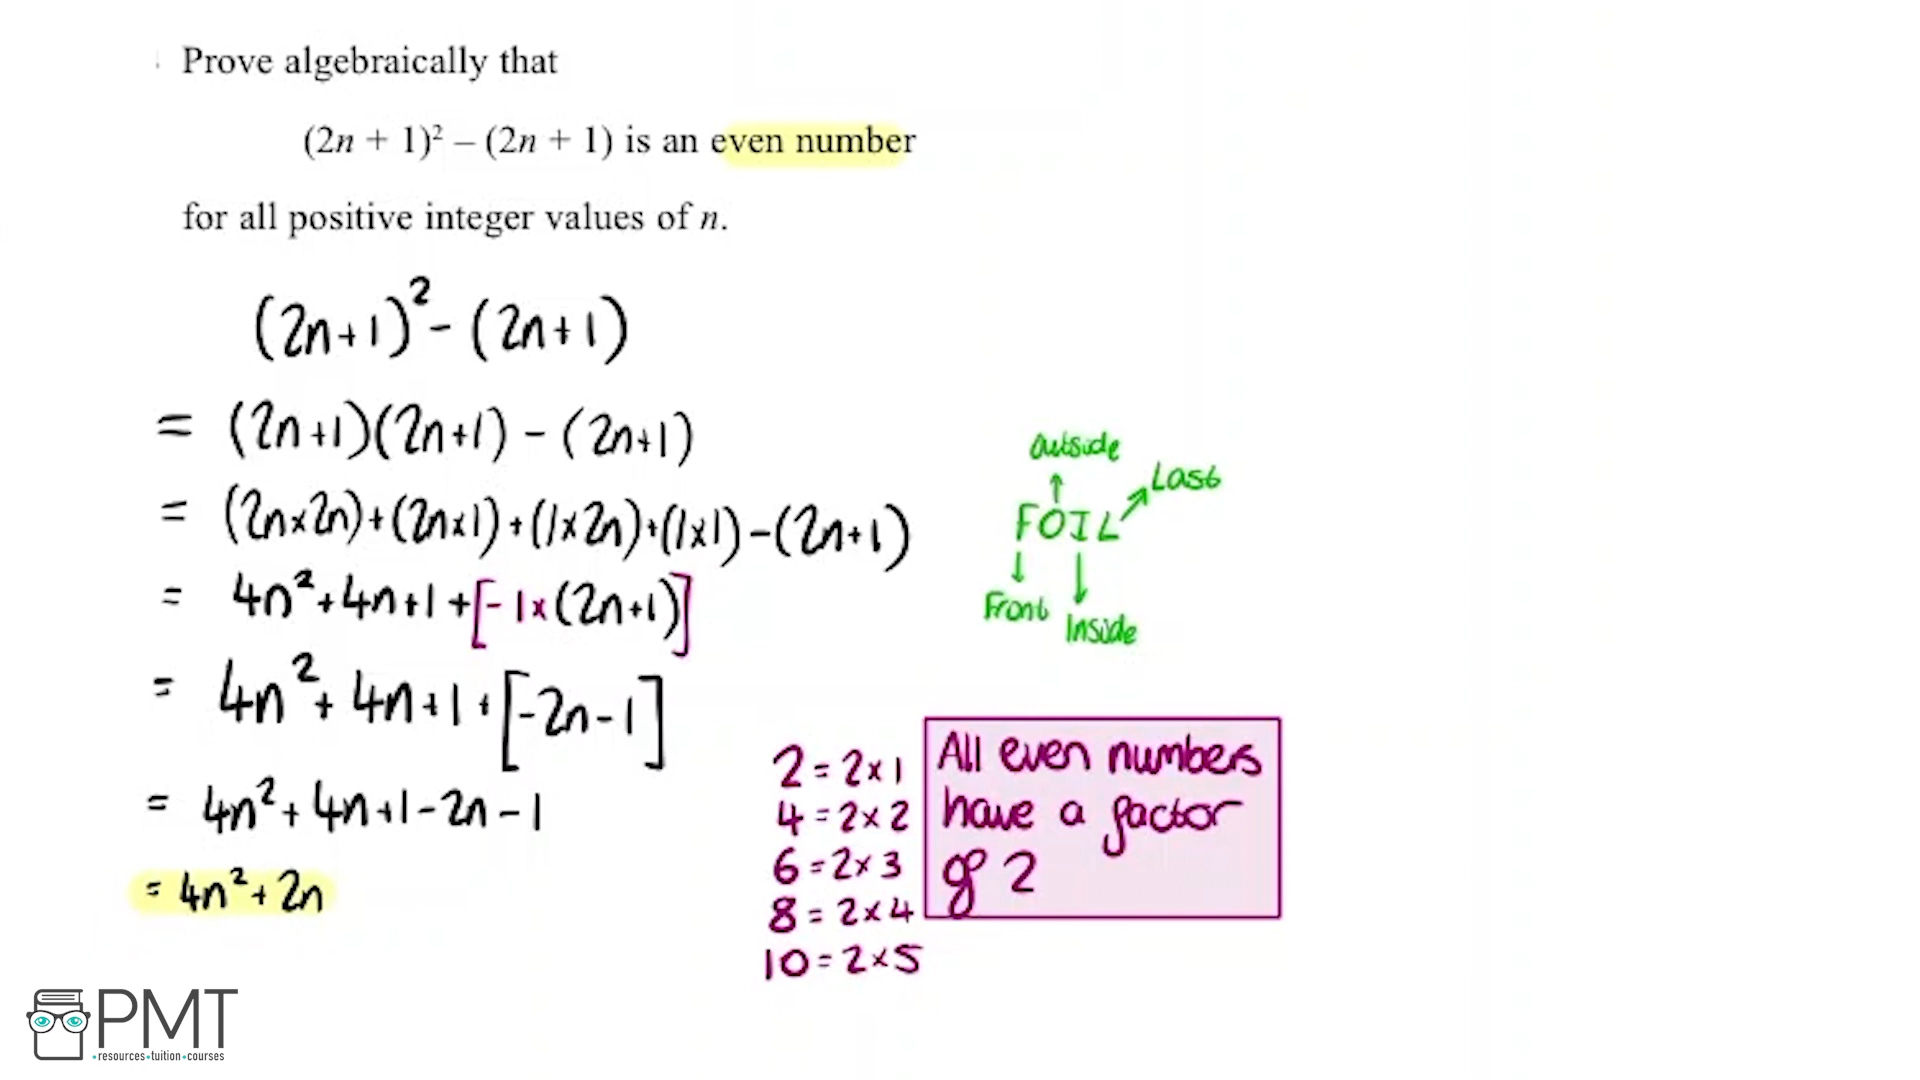 Prove algebraically that
(2n + 1)² – (2n + 1) is an even number
for all positive integer values of n.
(2n+1)² - (2n+1)
= (2n+1)(2n+1) - (2n+1)
= (2n×2n)+(2n×1)+(1×2n)+(1×1)-(2n+1)
= 4n²+4n+1+[-1×(2n+1)]
= 4n²+4n+1+[-2n-1]
= 4n²+4n+1-2n-1
= 4n²+2n
Outside
Last
FOIL
Front
Inside
2=2×1
4=2×2
6=2×3
8=2×4
10=2×5
All even numbers
have a factor
of 2
PMT
•resources•tuition•courses